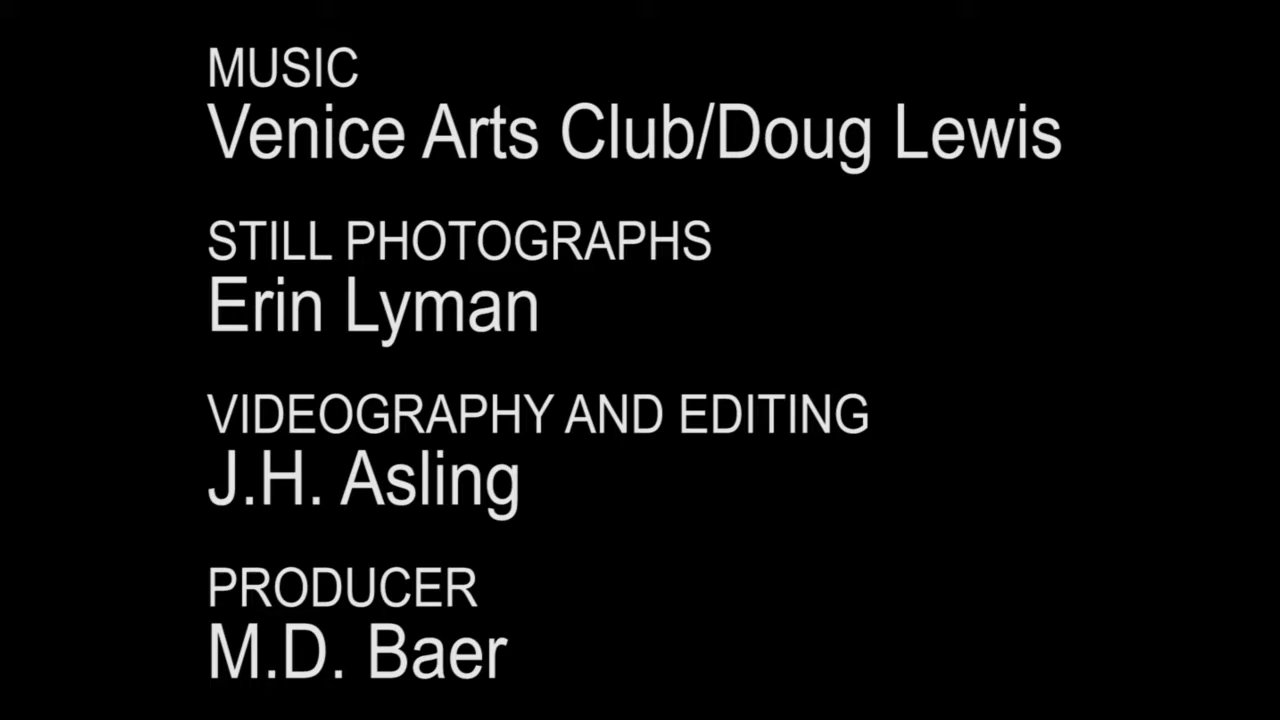 MUSIC
Venice Arts Club/Doug Lewis
STILL PHOTOGRAPHS
Erin Lyman
VIDEOGRAPHY AND EDITING
J.H. Asling
PRODUCER
M.D. Baer